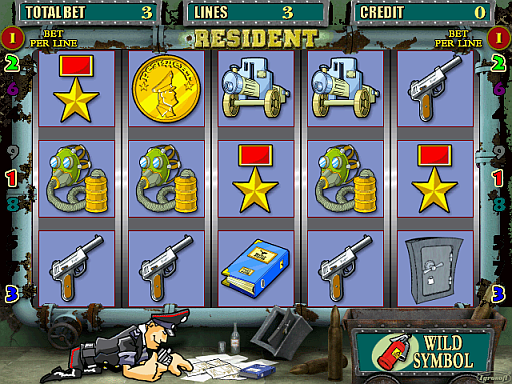 TOTAL BET 3
LINES 3
CREDIT 0
1 BET PER LINE
RESIDENT
BET PER LINE 1
2 2
6 6
9 9
1 1
8 8
3 3
WILD SYMBOL
Igrosoft